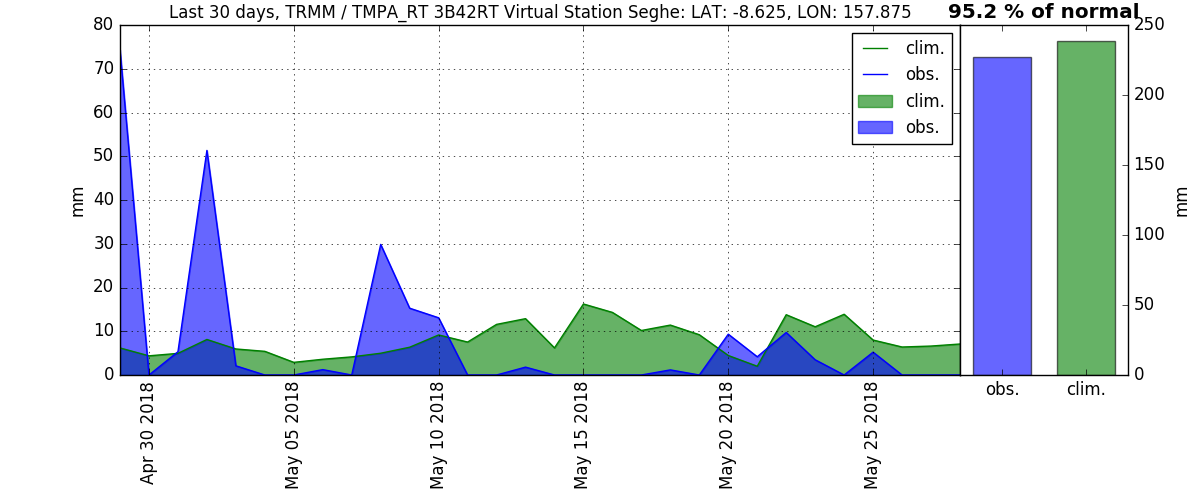 Last 30 days, TRMM / TMPA_RT 3B42RT Virtual Station Seghe: LAT: -8.625, LON: 157.875
95.2 % of normal
80
70
60
50
40
30
20
10
0
mm
clim.
obs.
clim.
obs.
Apr 30 2018
May 05 2018
May 10 2018
May 15 2018
May 20 2018
May 25 2018
250
200
150
100
50
0
mm
obs.
clim.